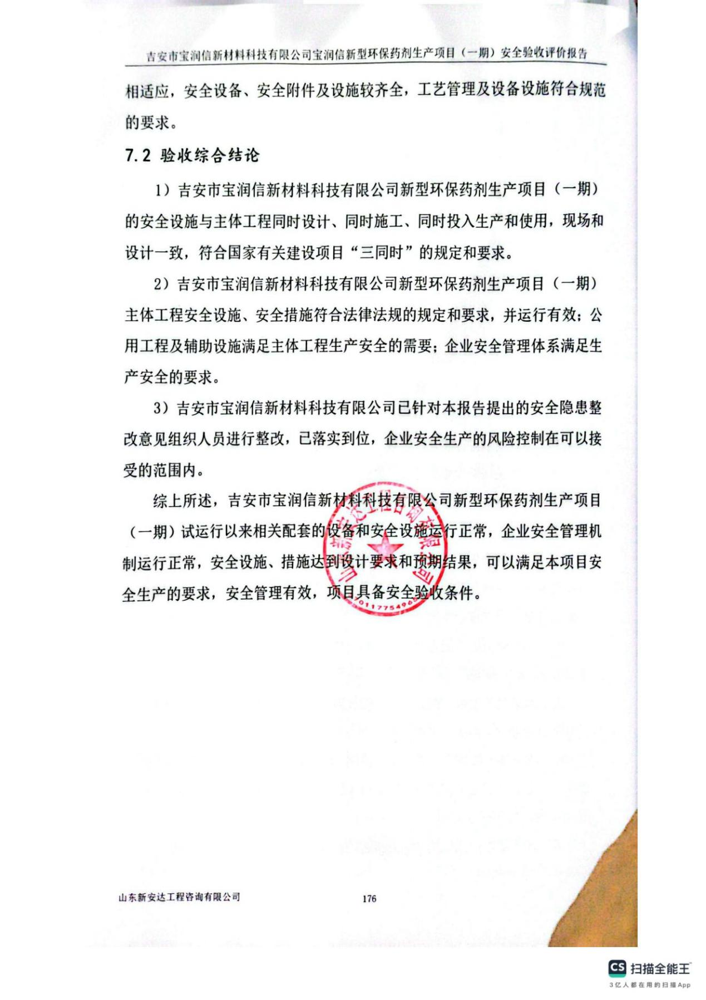 吉安市宝润信新材料科技有限公司宝润信新型环保药剂生产项目（一期）安全验收评价报告
相适应，安全设备、安全附件及设施较齐全，工艺管理及设备设施符合规范
的要求。
7.2 验收综合结论
1）吉安市宝润信新材料科技有限公司新型环保药剂生产项目（一期）
的安全设施与主体工程同时设计、同时施工、同时投入生产和使用，现场和
设计一致，符合国家有关建设项目“三同时”的规定和要求。
2）吉安市宝润信新材料科技有限公司新型环保药剂生产项目（一期）
主体工程安全设施、安全措施符合法律法规的规定和要求，并运行有效；公
用工程及辅助设施满足主体工程生产安全的需要；企业安全管理体系满足生
产安全的要求。
3）吉安市宝润信新材料科技有限公司已针对本报告提出的安全隐患整
改意见组织人员进行整改，已落实到位，企业安全生产的风险控制在可以接
受的范围内。
综上所述，吉安市宝润信新材料科技有限公司新型环保药剂生产项目
（一期）试运行以来相关配套的设备和安全设施运行正常，企业安全管理机
制运行正常，安全设施、措施达到设计要求和预期结果，可以满足本项目安
全生产的要求，安全管理有效，项目具备安全验收条件。
山东新安达工程咨询有限公司
山东新安达工程咨询有限公司
176
CS 扫描全能王
3亿人都在用的扫描App